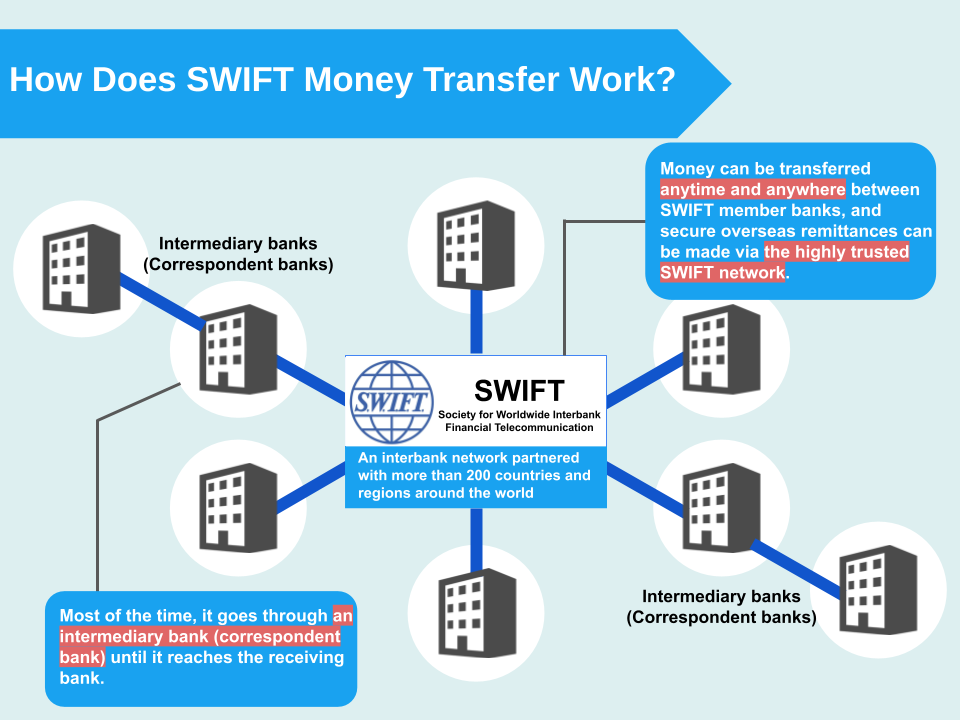 How Does SWIFT Money Transfer Work?
Money can be transferred
anytime and anywhere between
SWIFT member banks, and
secure overseas remittances can
be made via the highly trusted
SWIFT network.
Intermediary banks
(Correspondent banks)
S.W.I.F.T.
SWIFT
Society for Worldwide Interbank
Financial Telecommunication
An interbank network partnered
with more than 200 countries and
regions around the world
Intermediary banks
(Correspondent banks)
Most of the time, it goes through an
intermediary bank (correspondent
bank) until it reaches the receiving
bank.